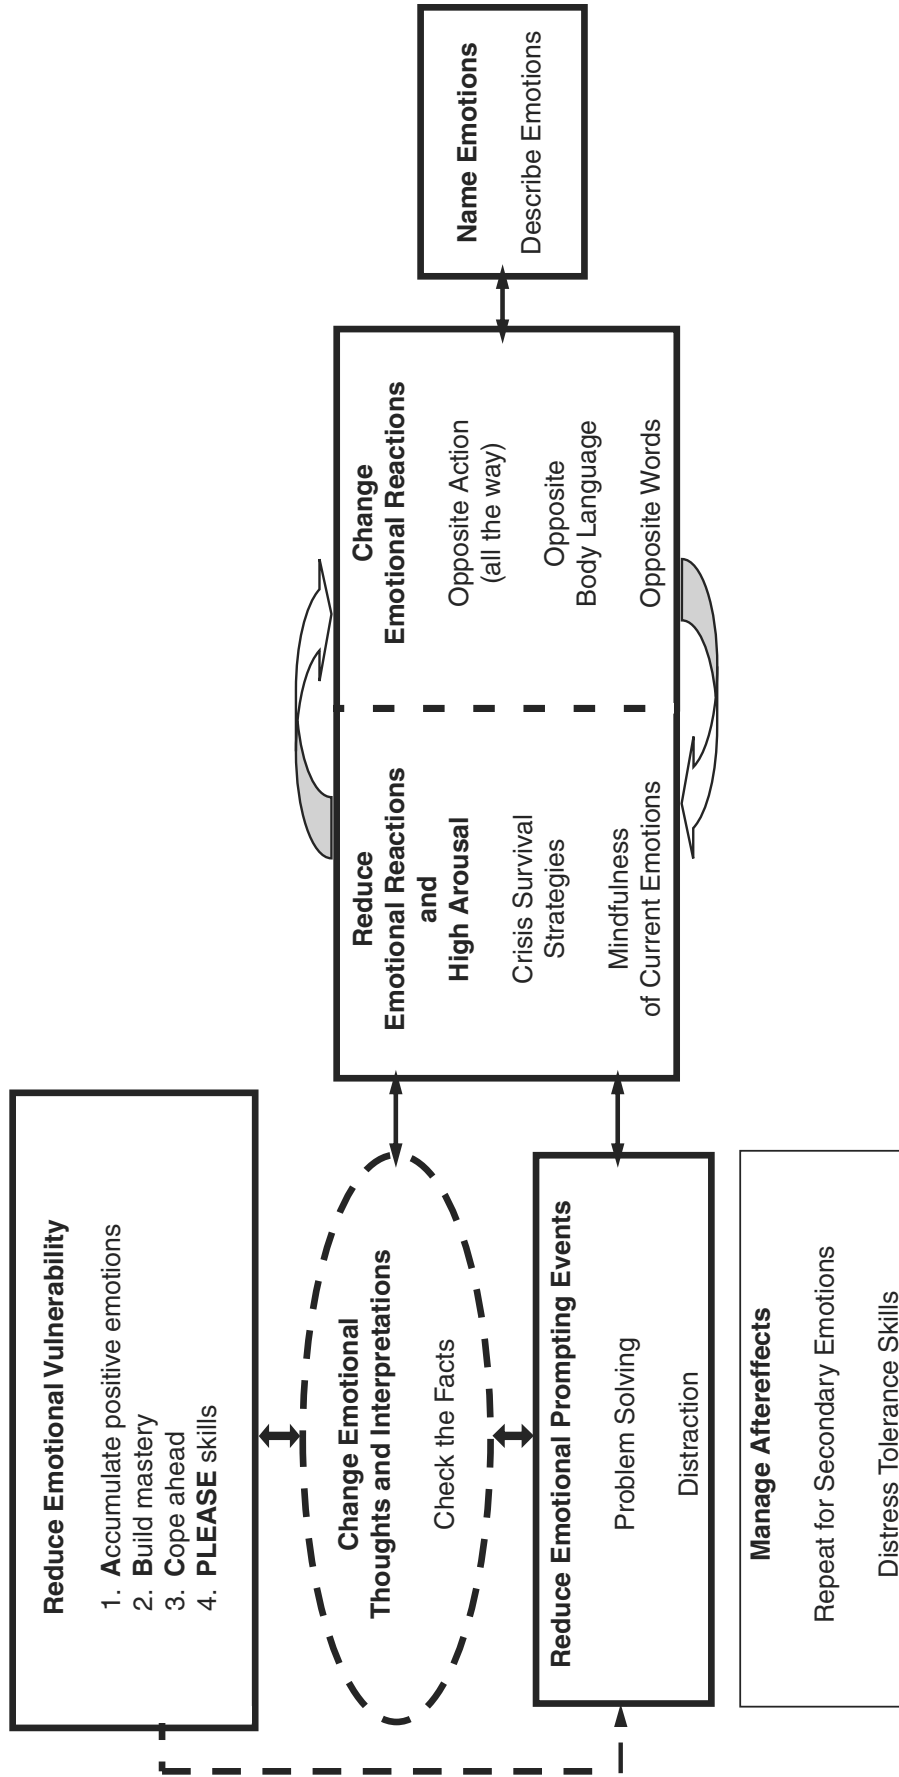 Reduce Emotional Vulnerability
1. Accumulate positive emotions
2. Build mastery
3. Cope ahead
4. PLEASE skills
Change Emotional
Thoughts and Interpretations
Check the Facts
Reduce Emotional Prompting Events
Problem Solving
Distraction
Manage Aftereffects
Repeat for Secondary Emotions
Distress Tolerance Skills
Reduce
Emotional Reactions
and
High Arousal
Crisis Survival
Strategies
Mindfulness
of Current Emotions
Change
Emotional Reactions
Opposite Action
(all the way)
Opposite
Body Language
Opposite Words
Name Emotions
Describe Emotions